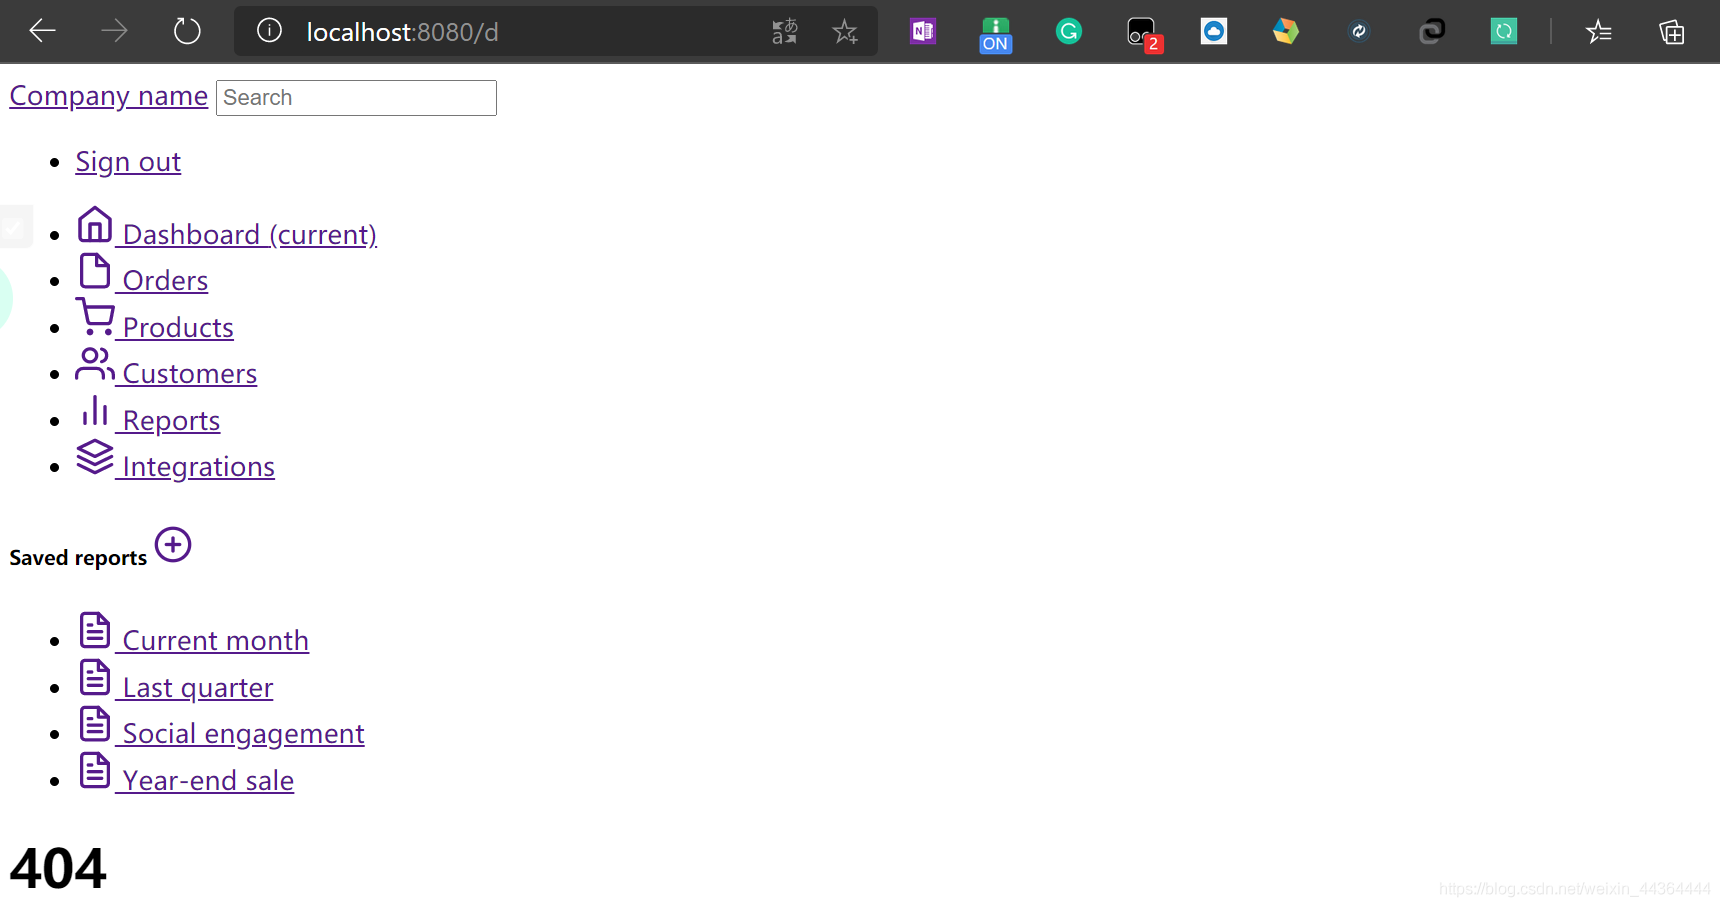 localhost:8080/d
ON
2
Company name Search
Sign out
Dashboard (current)
Orders
Products
Customers
Reports
Integrations
Saved reports
Current month
Last quarter
Social engagement
Year-end sale
404
https://blog.csdn.net/weixin_44364444